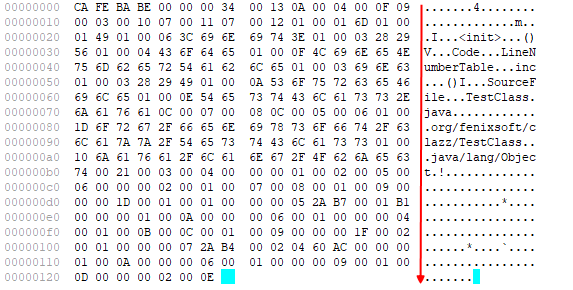 00000000 CA FE BA BE 00 00 00 34 00 13 0A 00 04 00 0F 09 .......4........
00000010 00 03 00 10 07 00 11 07 00 12 01 00 01 6D 01 00 .............m..
00000020 01 49 01 00 06 3C 69 6E 69 74 3E 01 00 03 28 29 .I...<init>...()
00000030 56 01 00 04 43 6F 64 65 01 00 0F 4C 69 6E 65 4E V...Code...LineN
00000040 75 6D 62 65 72 54 61 62 6C 65 01 00 03 69 6E 63 umberTable...inc
00000050 01 00 03 28 29 49 01 00 0A 53 6F 75 72 63 65 46 ...()I...SourceF
00000060 69 6C 65 01 00 0E 54 65 73 74 43 6C 61 73 73 2E ile...TestClass.
00000070 6A 61 76 61 0C 00 07 00 08 0C 00 05 00 06 01 00 java............
00000080 1D 6F 72 67 2F 66 65 6E 69 78 73 6F 66 74 2F 63 .org/fenixsoft/c
00000090 6C 61 7A 7A 2F 54 65 73 74 43 6C 61 73 73 01 00 lazz/TestClass..
000000a0 10 6A 61 76 61 2F 6C 61 6E 67 2F 4F 62 6A 65 63 .java/lang/Objec
000000b0 74 00 21 00 03 00 04 00 00 00 01 00 02 00 05 00 t.!.............
000000c0 06 00 00 00 02 00 01 00 07 00 08 00 01 00 09 00 ................
000000d0 00 00 1D 00 01 00 01 00 00 00 05 2A B7 00 01 B1 ...........*....
000000e0 00 00 00 01 00 0A 00 00 00 06 00 01 00 00 00 04 ................
000000f0 00 01 00 0B 00 0C 00 01 00 09 00 00 00 1F 00 02 ................
00000100 00 01 00 00 00 07 2A B4 00 02 04 60 AC 00 00 00 ......*....`....
00000110 01 00 0A 00 00 00 06 00 01 00 00 00 09 00 01 00 ................
00000120 0D 00 00 00 02 00 0E .......